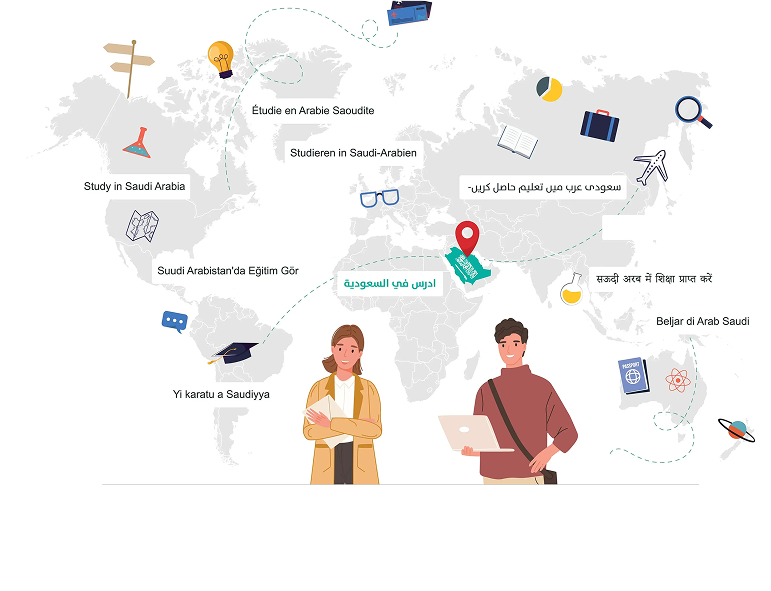 Étudie en Arabie Saoudite
Studieren in Saudi-Arabien
Study in Saudi Arabia
سعودی عرب میں تعلیم حاصل کریں-
Suudi Arabistan'da Eğitim Gör
ادرس في السعودية
सऊदी अरब में शिक्षा प्राप्त करें
Beljar di Arab Saudi
PASSPORT
Yi karatu a Saudiyya